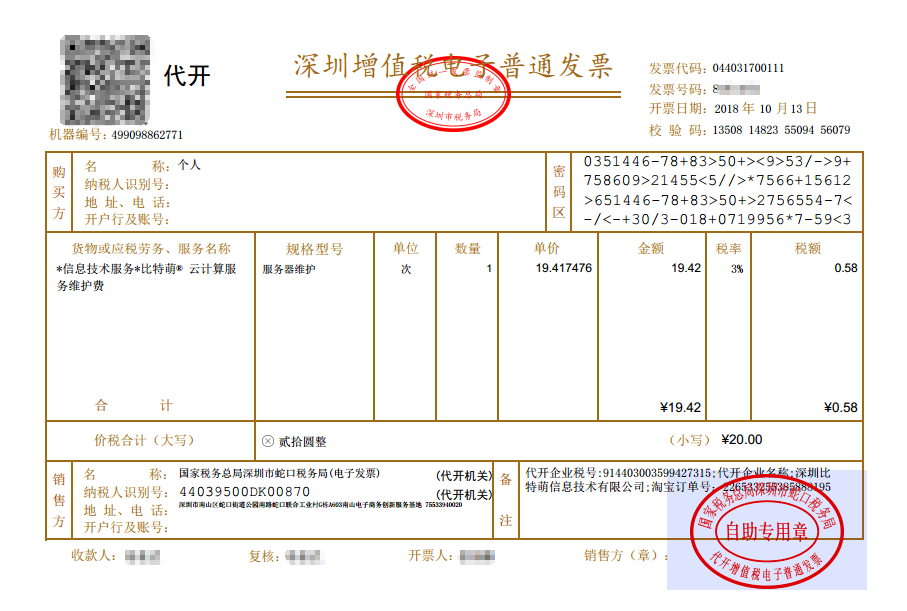 代开
深圳增值税电子普通发票
全国统一发票监制章
国家税务总局
深圳市税务局
发票代码：044031700111
发票号码：8
开票日期：2018 年 10 月 13 日
校 验 码：13508 14823 55094 56079
机器编号：499098862771
购买方
名 称：个人
纳税人识别号：
地 址、电 话：
开户行及账号：
密码区
0351446-78+83>50+><9>53/->9+
758609>21455<5//>*7566+15612
>651446-78+83>50+>2756554-7<
-/<-+30/3-018+0719956*7-59<3
货物或应税劳务、服务名称 规格型号 单位 数量 单价 金额 税率 税额
*信息技术服务*比特萌® 云计算服 服务器维护 次 1 19.417476 19.42 3% 0.58
务维护费
合 计 ¥19.42 ¥0.58
价税合计（大写） ⓧ 贰拾圆整 （小写） ¥20.00
销售方
名 称：国家税务总局深圳市蛇口税务局(电子发票) (代开机关)
纳税人识别号：44039500DK00870 (代开机关)
地 址、电 话：深圳市南山区蛇口街道公园南路蛇口联合工业村G栋A603南山电子商务创新服务基地 75533940020
开户行及账号：
备注
代开企业税号:914403003599427315;代开企业名称:深圳比
特萌信息技术有限公司;淘宝订单号:
国家税务总局深圳市蛇口税务局
自助专用章
代开增值税电子普通发票
收款人： 复核： 开票人： 销售方（章）：